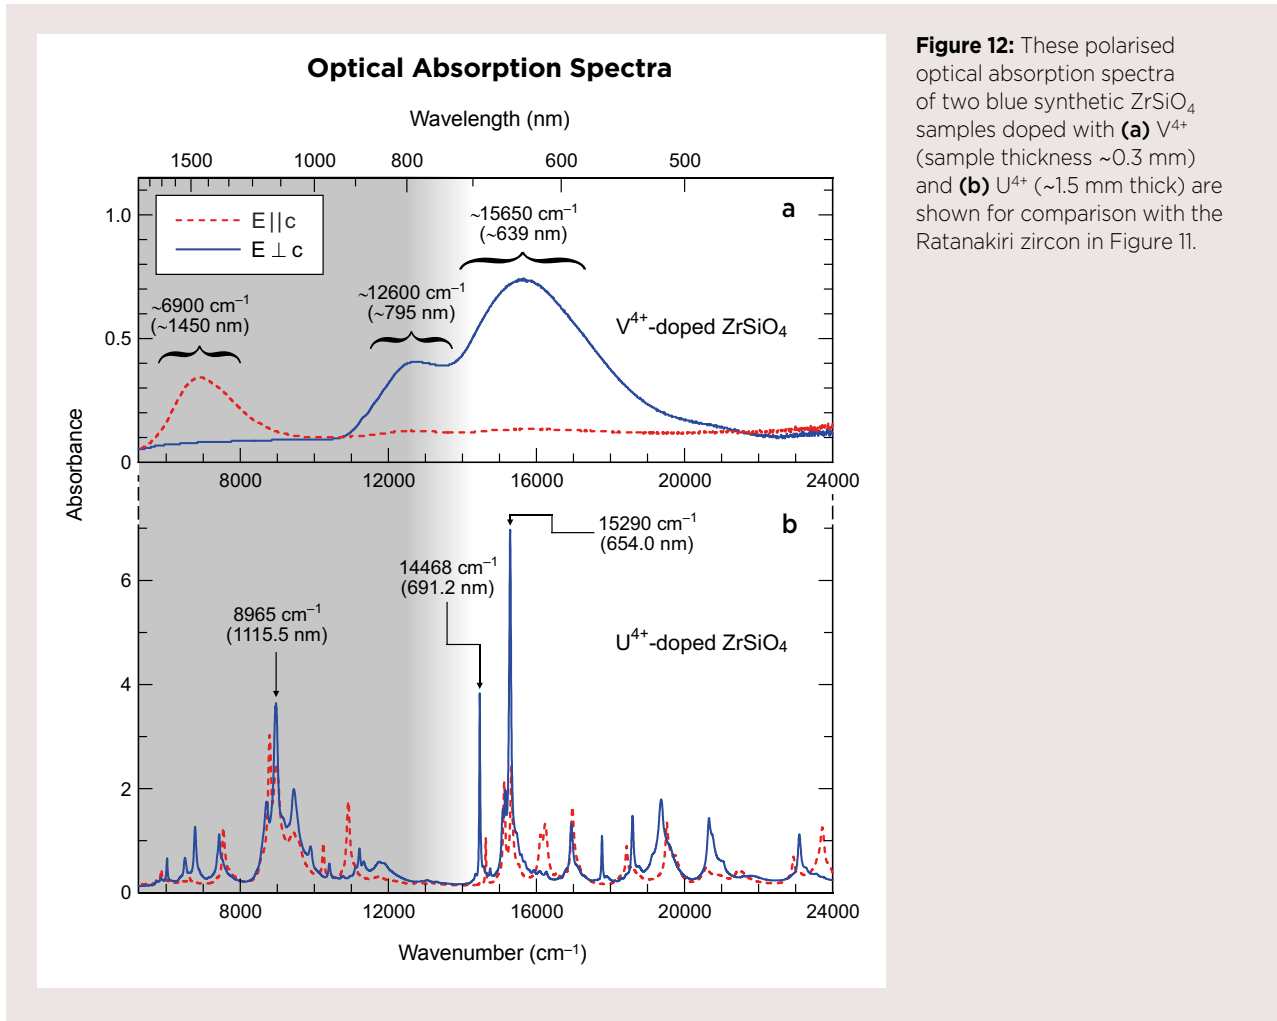 Optical Absorption Spectra
Wavelength (nm)
1500 1000 800 600 500
1.0
0.5
0
E||c
E ⊥ c
a
~15650 cm⁻¹
(~639 nm)
~12600 cm⁻¹
(~795 nm)
~6900 cm⁻¹
(~1450 nm)
V⁴⁺-doped ZrSiO₄
8000 12000 16000 20000 24000
Absorbance
b
15290 cm⁻¹
(654.0 nm)
14468 cm⁻¹
(691.2 nm)
8965 cm⁻¹
(1115.5 nm)
U⁴⁺-doped ZrSiO₄
6
4
2
0
8000 12000 16000 20000 24000
Wavenumber (cm⁻¹)
Figure 12: These polarised
optical absorption spectra
of two blue synthetic ZrSiO₄
samples doped with (a) V⁴⁺
(sample thickness ~0.3 mm)
and (b) U⁴⁺ (~1.5 mm thick) are
shown for comparison with the
Ratanakiri zircon in Figure 11.